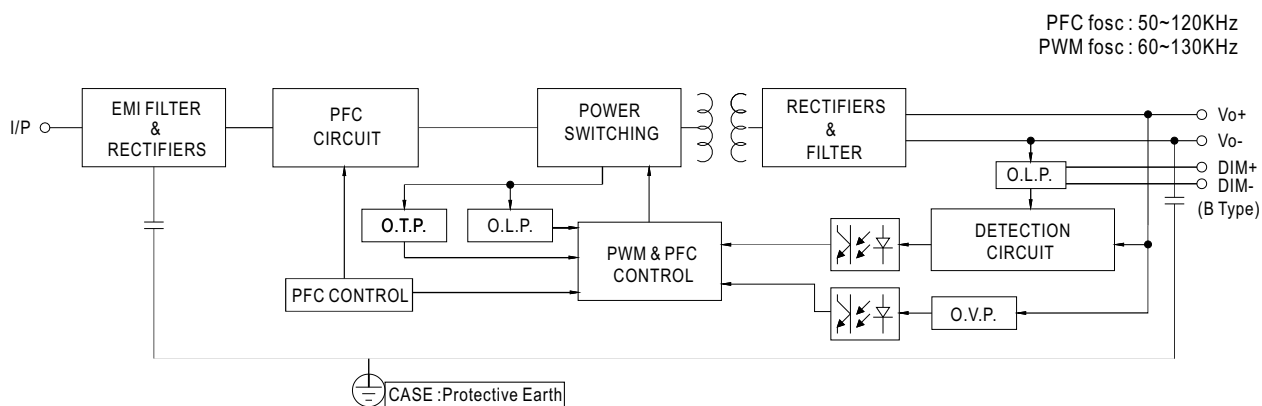 PFC fosc : 50~120KHz
PWM fosc : 60~130KHz
I/P
EMI FILTER
&
RECTIFIERS
PFC
CIRCUIT
POWER
SWITCHING
RECTIFIERS
&
FILTER
Vo+
Vo-
DIM+
DIM-
(B Type)
O.L.P.
O.T.P.
O.L.P.
PWM & PFC
CONTROL
DETECTION
CIRCUIT
PFC CONTROL
O.V.P.
CASE :Protective Earth